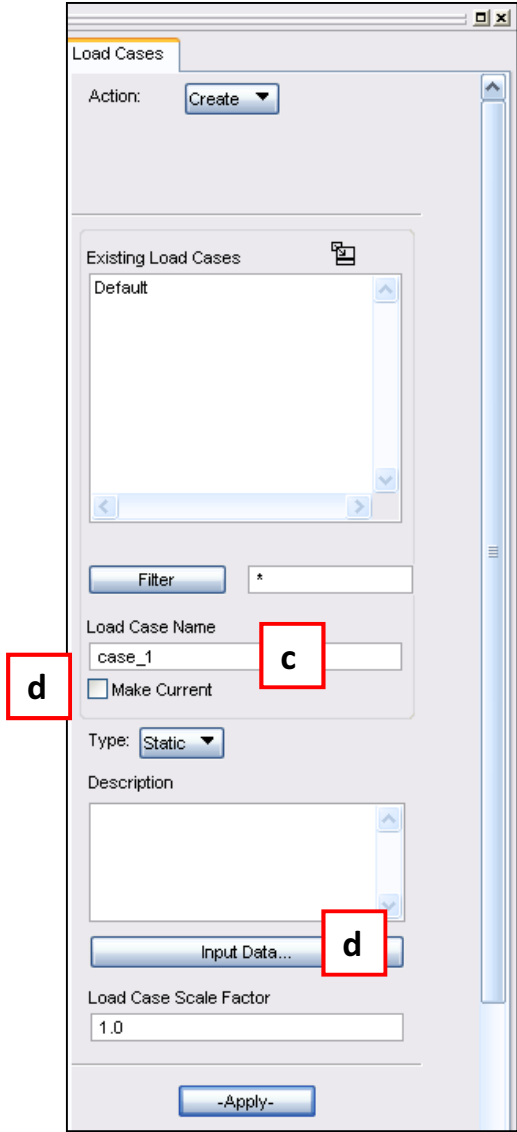 Load Cases
Action: Create
Existing Load Cases
Default
Filter *
Load Case Name
case_1 c
d Make Current
Type: Static
Description
Input Data... d
Load Case Scale Factor
1.0
-Apply-